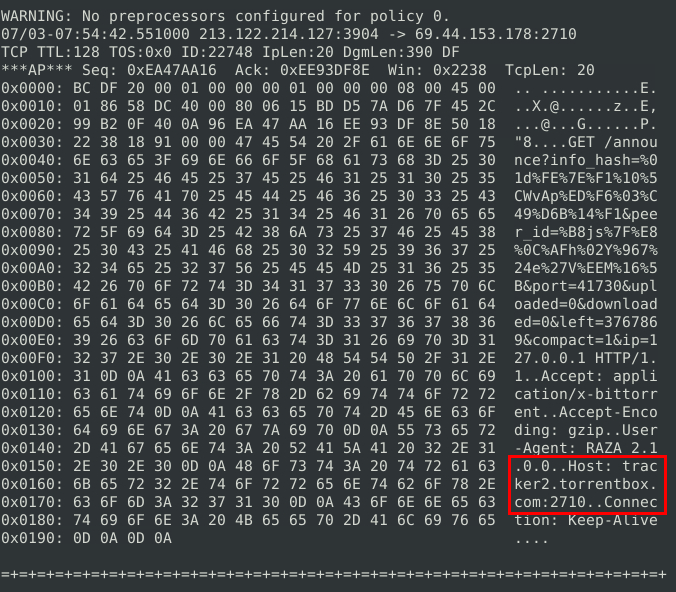 WARNING: No preprocessors configured for policy 0.
07/03-07:54:42.551000 213.122.214.127:3904 -> 69.44.153.178:2710
TCP TTL:128 TOS:0x0 ID:22748 IpLen:20 DgmLen:390 DF
***AP*** Seq: 0xEA47AA16  Ack: 0xEE93DF8E  Win: 0x2238  TcpLen: 20
0x0000: BC DF 20 00 01 00 00 00 01 00 00 00 08 00 45 00  .. ...........E.
0x0010: 01 86 58 DC 40 00 80 06 15 BD D5 7A D6 7F 45 2C  ..X.@......z..E,
0x0020: 99 B2 0F 40 0A 96 EA 47 AA 16 EE 93 DF 8E 50 18  ...@...G......P.
0x0030: 22 38 18 91 00 00 47 45 54 20 2F 61 6E 6E 6F 75  "8....GET /annou
0x0040: 6E 63 65 3F 69 6E 66 6F 5F 68 61 73 68 3D 25 30  nce?info_hash=%0
0x0050: 31 64 25 46 45 25 37 45 25 46 31 25 31 30 25 35  1d%FE%7E%F1%10%5
0x0060: 43 57 76 41 70 25 45 44 25 46 36 25 30 33 25 43  CWvAp%ED%F6%03%C
0x0070: 34 39 25 44 36 42 25 31 34 25 46 31 26 70 65 65  49%D6B%14%F1&pee
0x0080: 72 5F 69 64 3D 25 42 38 6A 73 25 37 46 25 45 38  r_id=%B8js%7F%E8
0x0090: 25 30 43 25 41 46 68 25 30 32 59 25 39 36 37 25  %0C%AFh%02Y%967%
0x00A0: 32 34 65 25 32 37 56 25 45 45 4D 25 31 36 25 35  24e%27V%EEM%16%5
0x00B0: 42 26 70 6F 72 74 3D 34 31 37 33 30 26 75 70 6C  B&port=41730&upl
0x00C0: 6F 61 64 65 64 3D 30 26 64 6F 77 6E 6C 6F 61 64  oaded=0&download
0x00D0: 65 64 3D 30 26 6C 65 66 74 3D 33 37 36 37 38 36  ed=0&left=376786
0x00E0: 39 26 63 6F 6D 70 61 63 74 3D 31 26 69 70 3D 31  9&compact=1&ip=1
0x00F0: 32 37 2E 30 2E 30 2E 31 20 48 54 54 50 2F 31 2E  27.0.0.1 HTTP/1.
0x0100: 31 0D 0A 41 63 63 65 70 74 3A 20 61 70 70 6C 69  1..Accept: appli
0x0110: 63 61 74 69 6F 6E 2F 78 2D 62 69 74 74 6F 72 72  cation/x-bittorr
0x0120: 65 6E 74 0D 0A 41 63 63 65 70 74 2D 45 6E 63 6F  ent..Accept-Enco
0x0130: 64 69 6E 67 3A 20 67 7A 69 70 0D 0A 55 73 65 72  ding: gzip..User
0x0140: 2D 41 67 65 6E 74 3A 20 52 41 5A 41 20 32 2E 31  -Agent: RAZA 2.1
0x0150: 2E 30 2E 30 0D 0A 48 6F 73 74 3A 20 74 72 61 63  .0.0..Host: trac
0x0160: 6B 65 72 32 2E 74 6F 72 72 65 6E 74 62 6F 78 2E  ker2.torrentbox.
0x0170: 63 6F 6D 3A 32 37 31 30 0D 0A 43 6F 6E 6E 65 63  com:2710..Connec
0x0180: 74 69 6F 6E 3A 20 4B 65 65 70 2D 41 6C 69 76 65  tion: Keep-Alive
0x0190: 0D 0A 0D 0A                                      ....
=+=+=+=+=+=+=+=+=+=+=+=+=+=+=+=+=+=+=+=+=+=+=+=+=+=+=+=+=+=+=+=+=+=+=+=+=+